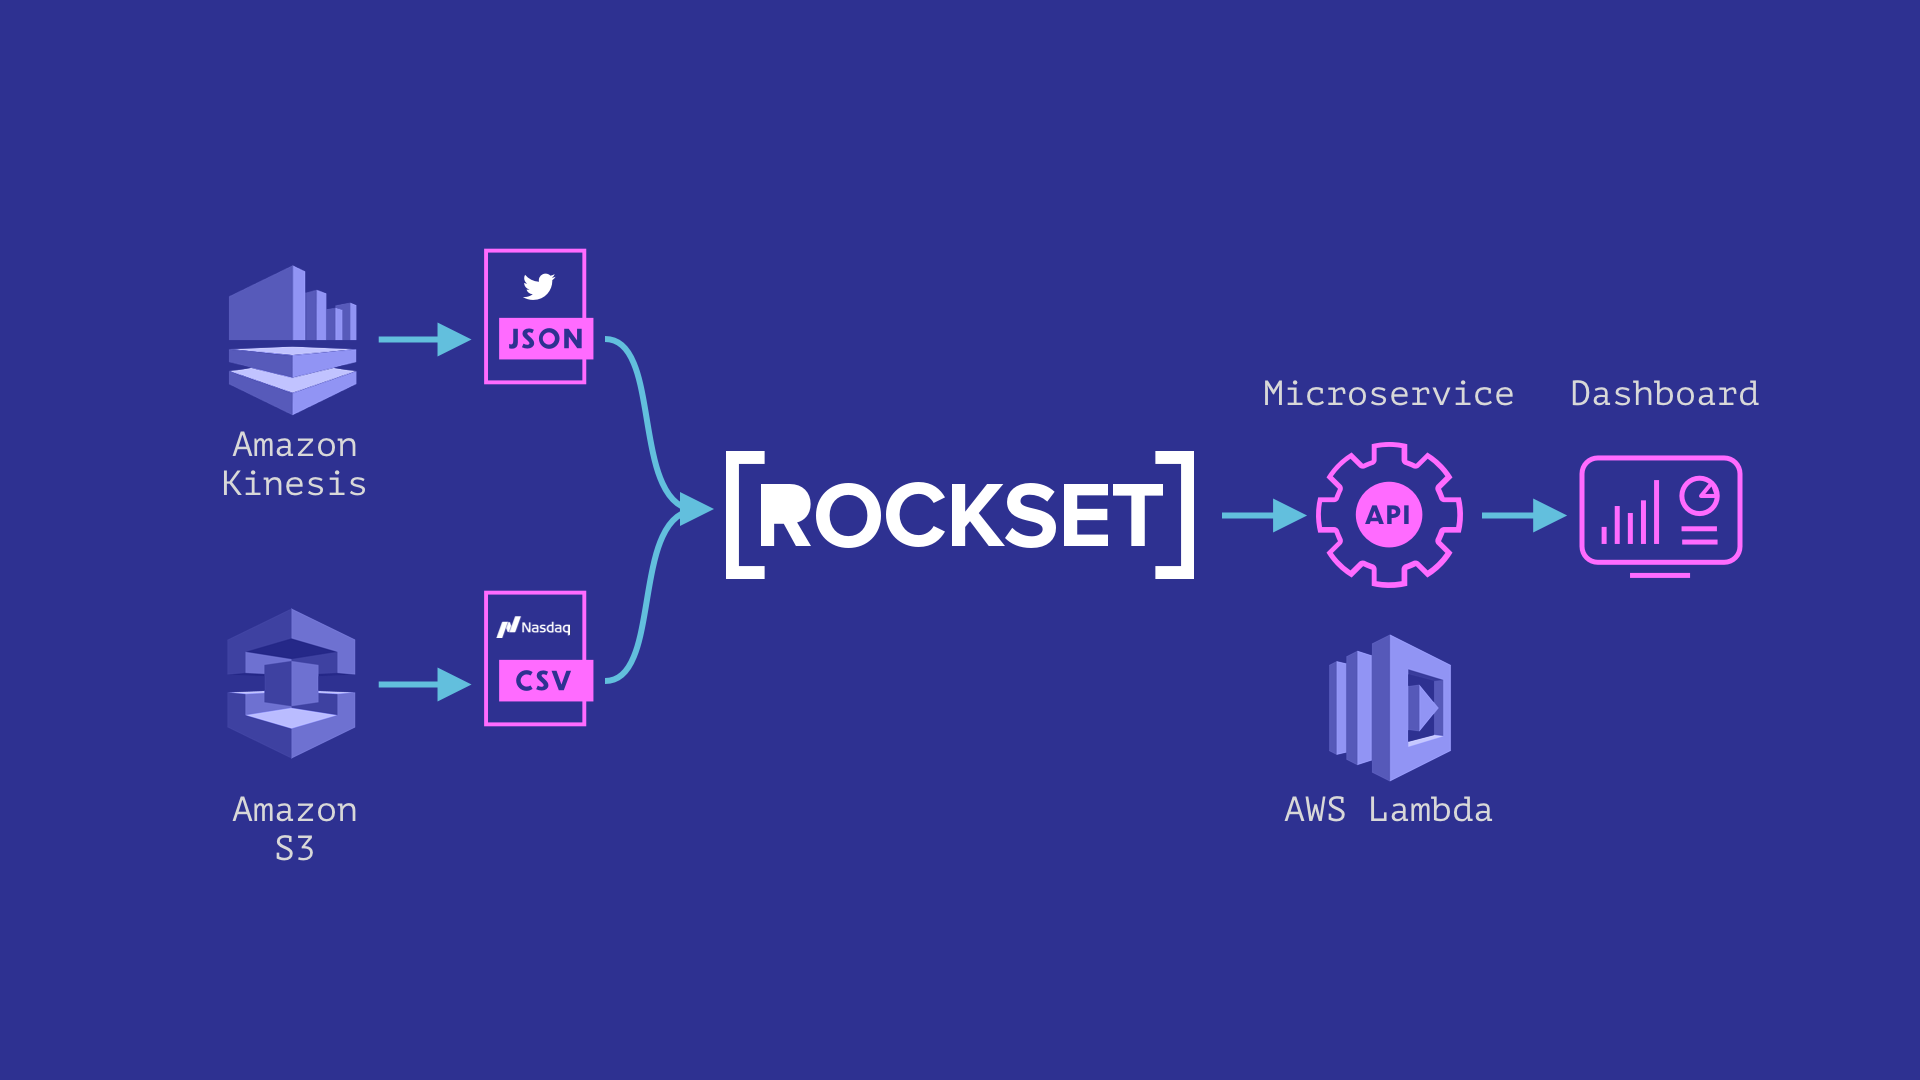 Amazon
Kinesis
JSON
Amazon
S3
Nasdaq
CSV
[ROCKSET]
Microservice
API
Dashboard
AWS Lambda